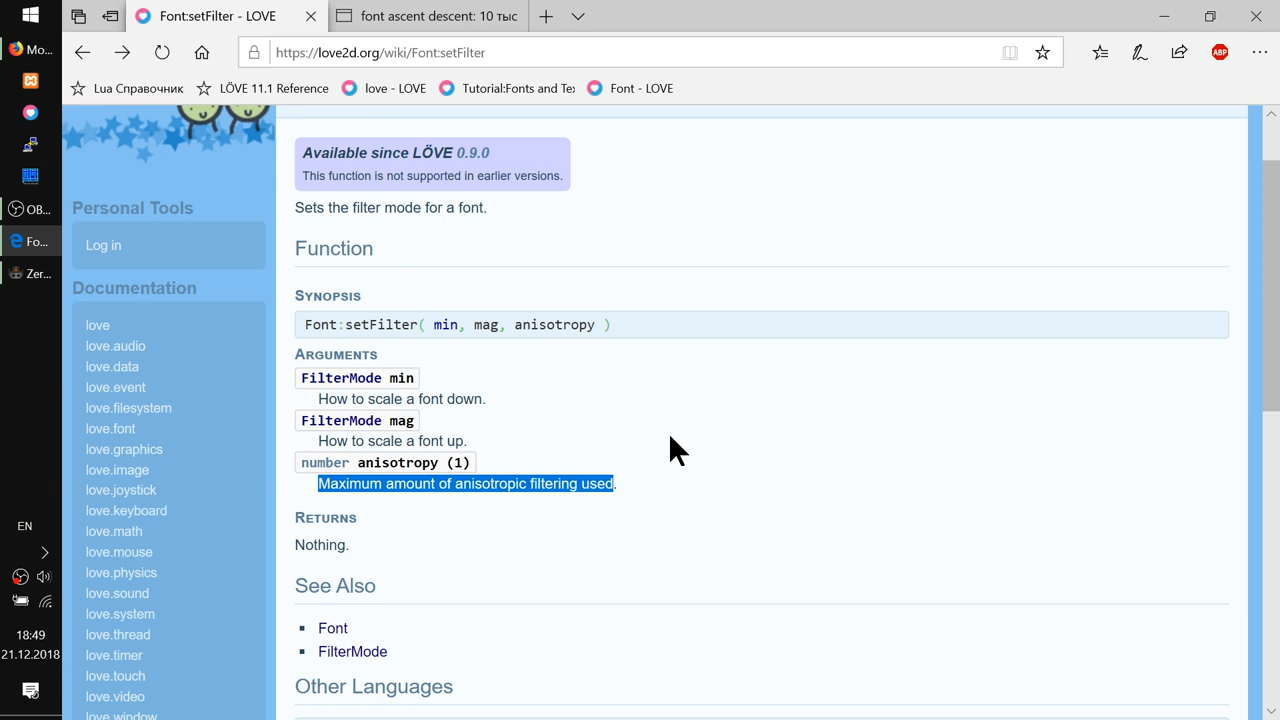 Font:setFilter - LOVE
font ascent descent: 10 тыс
https://love2d.org/wiki/Font:setFilter
ABP
Lua Справочник
LÖVE 11.1 Reference
love - LOVE
Tutorial:Fonts and Te
Font - LOVE
Mo...
OB...
Fo...
Zer...
EN
18:49
21.12.2018
Personal Tools
Log in
Documentation
love
love.audio
love.data
love.event
love.filesystem
love.font
love.graphics
love.image
love.joystick
love.keyboard
love.math
love.mouse
love.physics
love.sound
love.system
love.thread
love.timer
love.touch
love.video
love.window
Available since LÖVE 0.9.0
This function is not supported in earlier versions.
Sets the filter mode for a font.
Function
Synopsis
Font:setFilter( min, mag, anisotropy )
Arguments
FilterMode min
How to scale a font down.
FilterMode mag
How to scale a font up.
number anisotropy (1)
Maximum amount of anisotropic filtering used.
Returns
Nothing.
See Also
Font
FilterMode
Other Languages